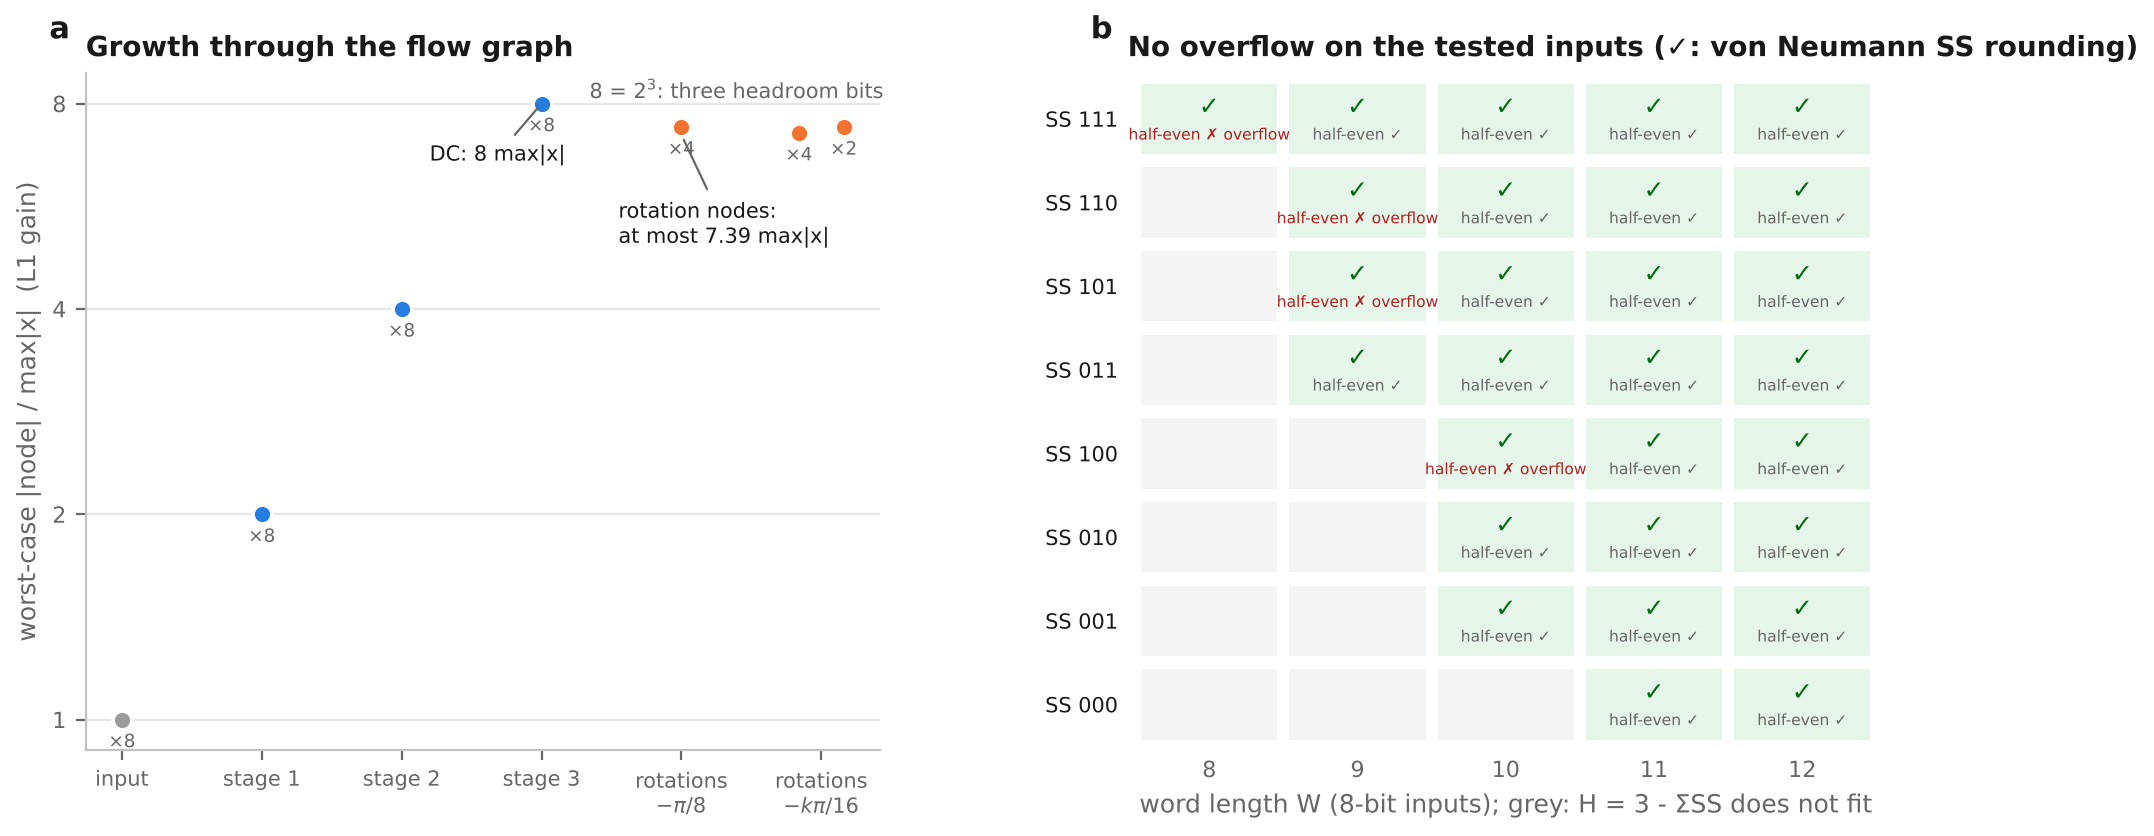 a
Growth through the flow graph
worst-case |node| / max|x|   (L1 gain)
8
4
2
1
8 = 2³: three headroom bits
×8
DC: 8 max|x|
×4
×4
×2
rotation nodes:
at most 7.39 max|x|
×8
×8
×8
input
stage 1
stage 2
stage 3
rotations
−π/8
rotations
−kπ/16
b
No overflow on the tested inputs (✓: von Neumann SS rounding)
SS 111
✓ ✓ ✓ ✓ ✓
half-even ✗ overflow half-even ✓ half-even ✓ half-even ✓ half-even ✓
SS 110
✓ ✓ ✓ ✓
half-even ✗ overflow half-even ✓ half-even ✓ half-even ✓
SS 101
✓ ✓ ✓ ✓
half-even ✗ overflow half-even ✓ half-even ✓ half-even ✓
SS 011
✓ ✓ ✓ ✓
half-even ✓ half-even ✓ half-even ✓ half-even ✓
SS 100
✓ ✓ ✓
half-even ✗ overflow half-even ✓ half-even ✓
SS 010
✓ ✓ ✓
half-even ✓ half-even ✓ half-even ✓
SS 001
✓ ✓ ✓
half-even ✓ half-even ✓ half-even ✓
SS 000
✓ ✓
half-even ✓ half-even ✓
8 9 10 11 12
word length W (8-bit inputs); grey: H = 3 - ΣSS does not fit